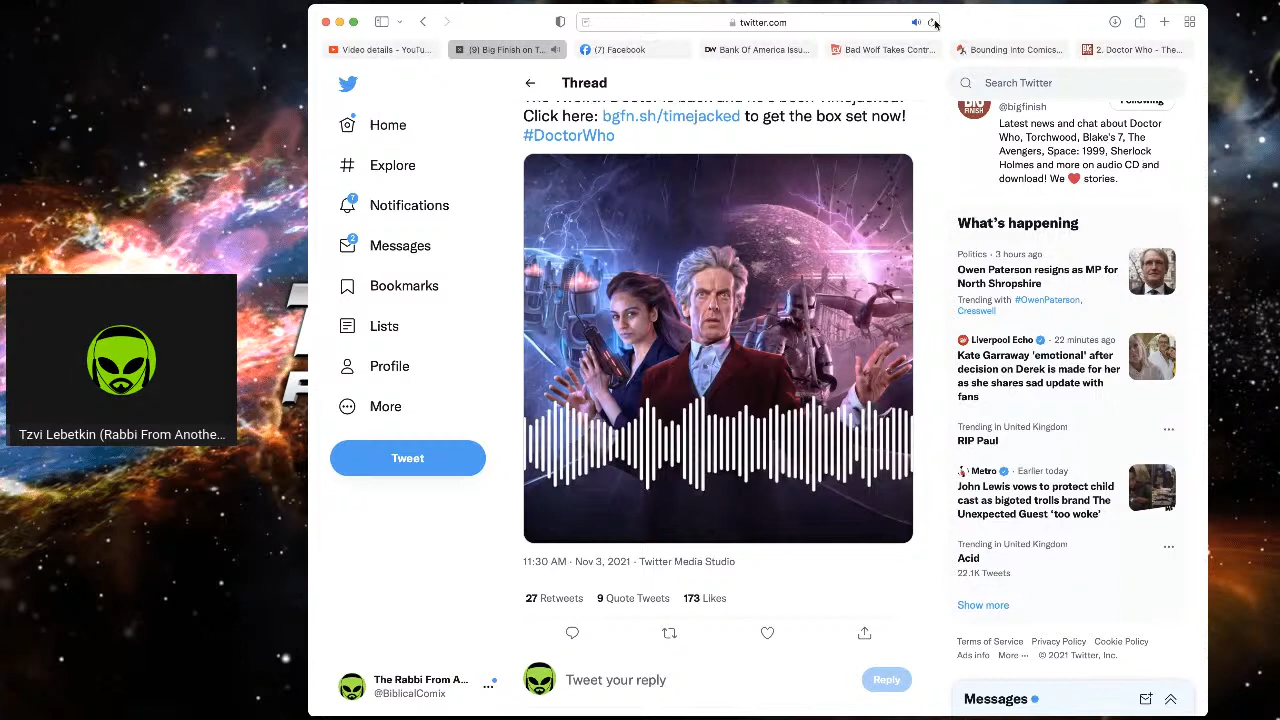 twitter.com
Video details - YouTu...
(9) Big Finish on T...
(7) Facebook
DW Bank Of America Issu...
Bad Wolf Takes Contr...
Bounding Into Comics...
2. Doctor Who - The...
Thread
Search Twitter
Click here: bgfn.sh/timejacked to get the box set now!
#DoctorWho
11:30 AM · Nov 3, 2021 · Twitter Media Studio
27 Retweets 9 Quote Tweets 173 Likes
Tweet your reply
Reply
Home
Explore
7
Notifications
2
Messages
Bookmarks
Lists
Profile
More
Tweet
The Rabbi From A...
@BiblicalComix
Tzvi Lebetkin (Rabbi From Anothe...
FINISH
@bigfinish
Following
Latest news and chat about Doctor
Who, Torchwood, Blake's 7, The
Avengers, Space: 1999, Sherlock
Holmes and more on audio CD and
download! We ❤️ stories.
What's happening
Politics · 3 hours ago
Owen Paterson resigns as MP for
North Shropshire
Trending with #OwenPaterson,
Cresswell
Liverpool Echo · 22 minutes ago
Kate Garraway 'emotional' after
decision on Derek is made for her
as she shares sad update with
fans
Trending in United Kingdom
RIP Paul
Metro · Earlier today
John Lewis vows to protect child
cast as bigoted trolls brand The
Unexpected Guest ‘too woke’
Trending in United Kingdom
Acid
22.1K Tweets
Show more
Terms of Service Privacy Policy Cookie Policy
Ads info More ··· © 2021 Twitter, Inc.
Messages